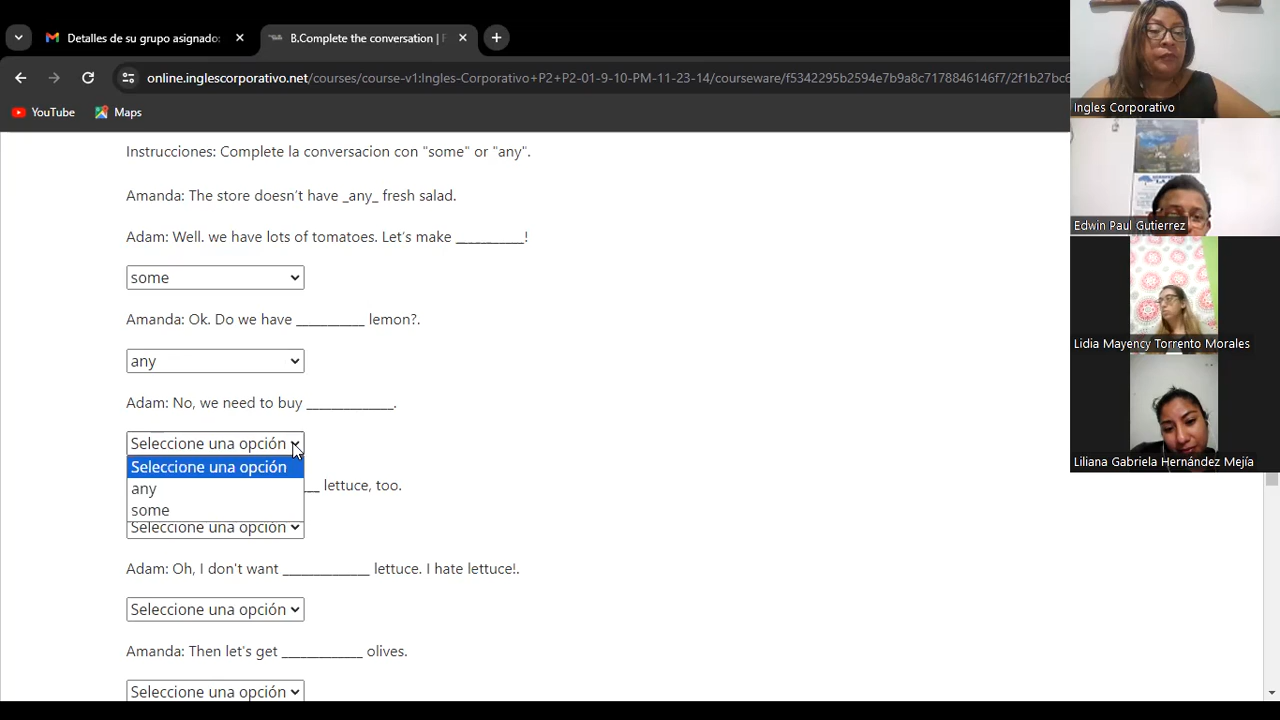 Detalles de su grupo asignado:
B.Complete the conversation | F
online.inglescorporativo.net/courses/course-v1:Ingles-Corporativo+P2+P2-01-9-10-PM-11-23-14/courseware/f5342295b2594e7b9a8c7178846146f7/2f1b27bc6
YouTube
Maps
Instrucciones: Complete la conversacion con "some" or "any".
Amanda: The store doesn't have _any_ fresh salad.
Adam: Well. we have lots of tomatoes. Let's make __________!
some
Amanda: Ok. Do we have __________ lemon?.
any
Adam: No, we need to buy _____________.
Seleccione una opción
Seleccione una opción
any
some
___ lettuce, too.
Seleccione una opción
Adam: Oh, I don't want _____________ lettuce. I hate lettuce!.
Seleccione una opción
Amanda: Then let's get ____________ olives.
Seleccione una opción
Ingles Corporativo
Edwin Paul Gutierrez
Lidia Mayency Torrento Morales
Liliana Gabriela Hernández Mejía